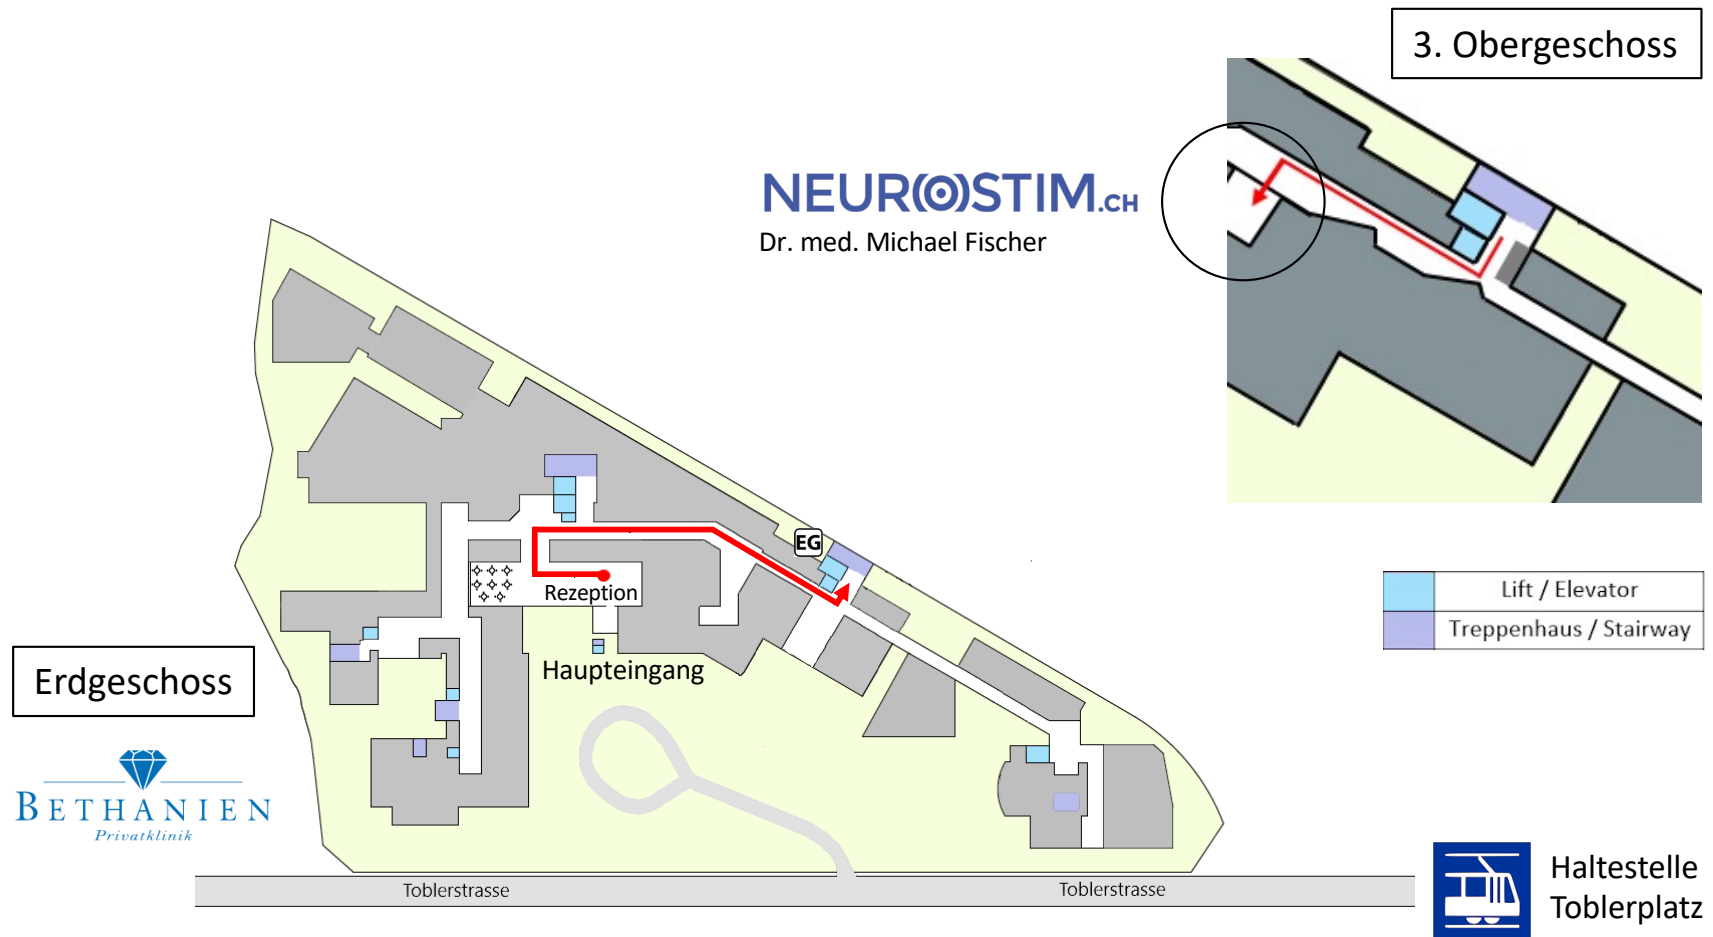 3. Obergeschoss
NEUROSTIM.CH
Dr. med. Michael Fischer
EG
Rezeption
Haupteingang
Erdgeschoss
BETHANIEN
Privatklinik
Lift / Elevator
Treppenhaus / Stairway
Toblerstrasse
Toblerstrasse
Haltestelle
Toblerplatz